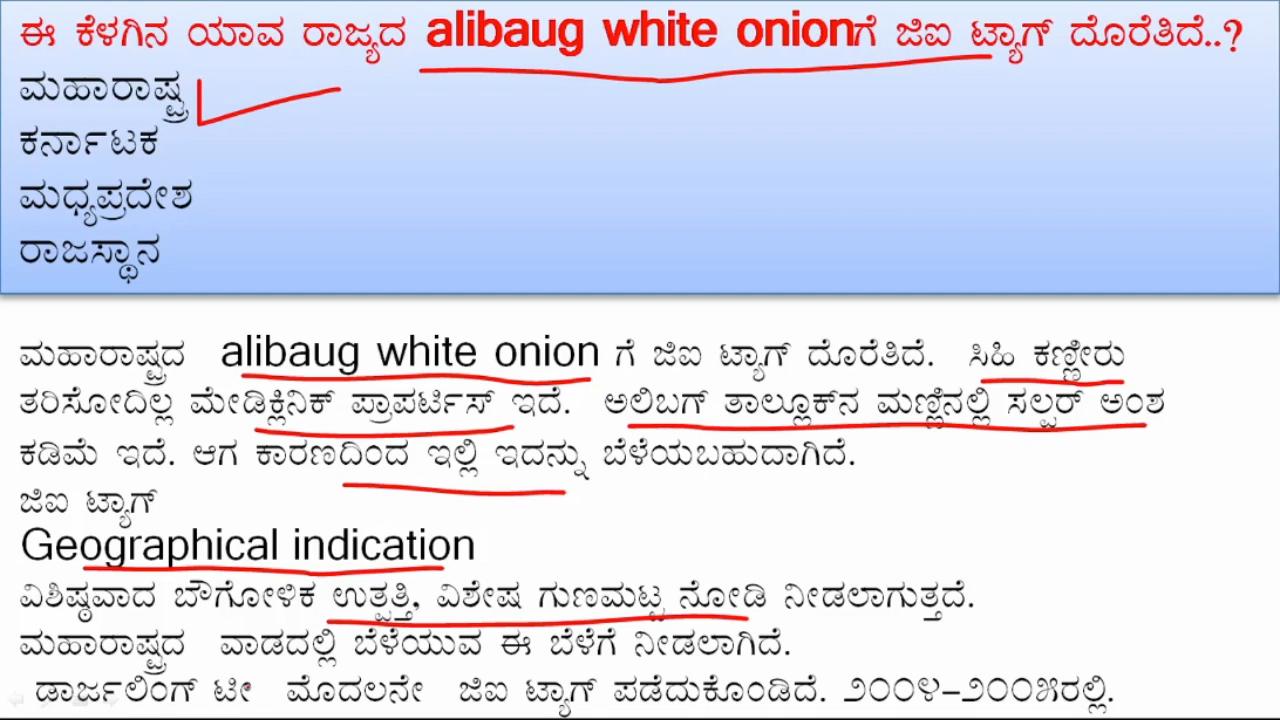 ಈ ಕೆಳಗಿನ ಯಾವ ರಾಜ್ಯದ alibaug white onionಗೆ ಜಿಐ ಟ್ಯಾಗ್ ದೊರೆತಿದೆ..?
ಮಹಾರಾಷ್ಟ್ರ
ಕರ್ನಾಟಕ
ಮಧ್ಯಪ್ರದೇಶ
ರಾಜಸ್ಥಾನ
ಮಹಾರಾಷ್ಟ್ರದ alibaug white onion ಗೆ ಜಿಐ ಟ್ಯಾಗ್ ದೊರೆತಿದೆ. ಸಿಹಿ ಕಣ್ಣೀರು
ತರಿಸೋದಿಲ್ಲ ಮೇಡಿಕ್ಲಿನಿಕ್ ಪ್ರಾಪರ್ಟಿಸ್ ಇದೆ. ಅಲಿಬಗ್ ತಾಲ್ಲೂಕ್‌ನ ಮಣ್ಣಿನಲ್ಲಿ ಸಲ್ಪರ್ ಅಂಶ
ಕಡಿಮೆ ಇದೆ. ಆಗ ಕಾರಣದಿಂದ ಇಲ್ಲಿ ಇದನ್ನು ಬೆಳೆಯಬಹುದಾಗಿದೆ.
ಜಿಐ ಟ್ಯಾಗ್
Geographical indication
ವಿಶಿಷ್ಠವಾದ ಬೌಗೋಳಿಕ ಉತ್ಪತ್ತಿ, ವಿಶೇಷ ಗುಣಮಟ್ಟ ನೋಡಿ ನೀಡಲಾಗುತ್ತದೆ.
ಮಹಾರಾಷ್ಟ್ರದ ವಾಡದಲ್ಲಿ ಬೆಳೆಯುವ ಈ ಬೆಳೆಗೆ ನೀಡಲಾಗಿದೆ.
ಡಾರ್ಜಲಿಂಗ್ ಟೀ ಮೊದಲನೇ ಜಿಐ ಟ್ಯಾಗ್ ಪಡೆದುಕೊಂಡಿದೆ. ೨೦೦೪-೨೦೦೫ರಲ್ಲಿ.